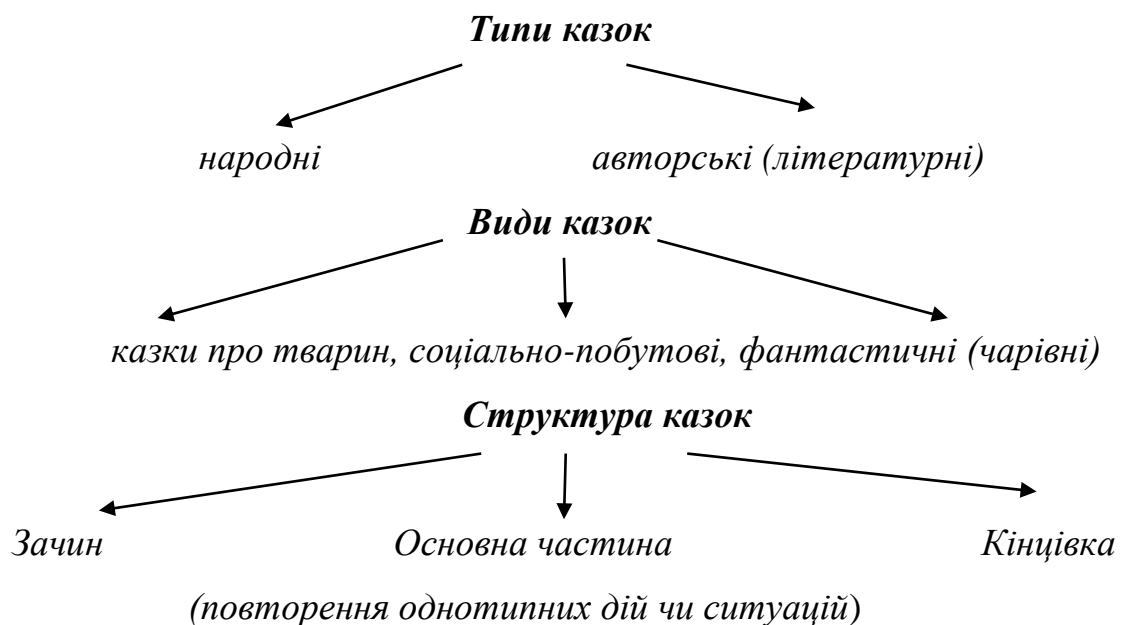 Типи казок
народні авторські (літературні)
Види казок
казки про тварин, соціально-побутові, фантастичні (чарівні)
Структура казок
Зачин Основна частина Кінцівка
(повторення однотипних дій чи ситуацій)